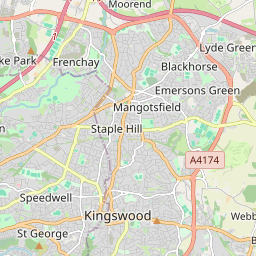 Moorend
Lyde Green
ke Park
Frenchay
Blackhorse
Emersons Green
Mangotsfield
Staple Hill
A4174
Speedwell
Kingswood
Webb
St George